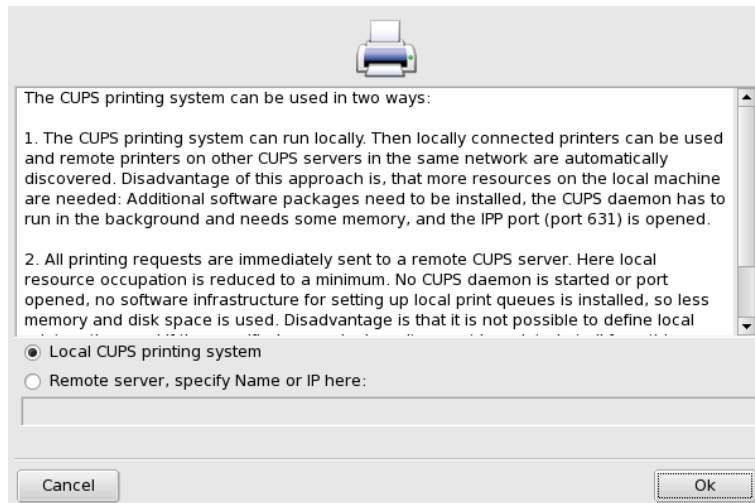 The CUPS printing system can be used in two ways:
1. The CUPS printing system can run locally. Then locally connected printers can be used
and remote printers on other CUPS servers in the same network are automatically
discovered. Disadvantage of this approach is, that more resources on the local machine
are needed: Additional software packages need to be installed, the CUPS daemon has to
run in the background and needs some memory, and the IPP port (port 631) is opened.
2. All printing requests are immediately sent to a remote CUPS server. Here local
resource occupation is reduced to a minimum. No CUPS daemon is started or port
opened, no software infrastructure for setting up local print queues is installed, so less
memory and disk space is used. Disadvantage is that it is not possible to define local
Local CUPS printing system
Remote server, specify Name or IP here:
Cancel
Ok